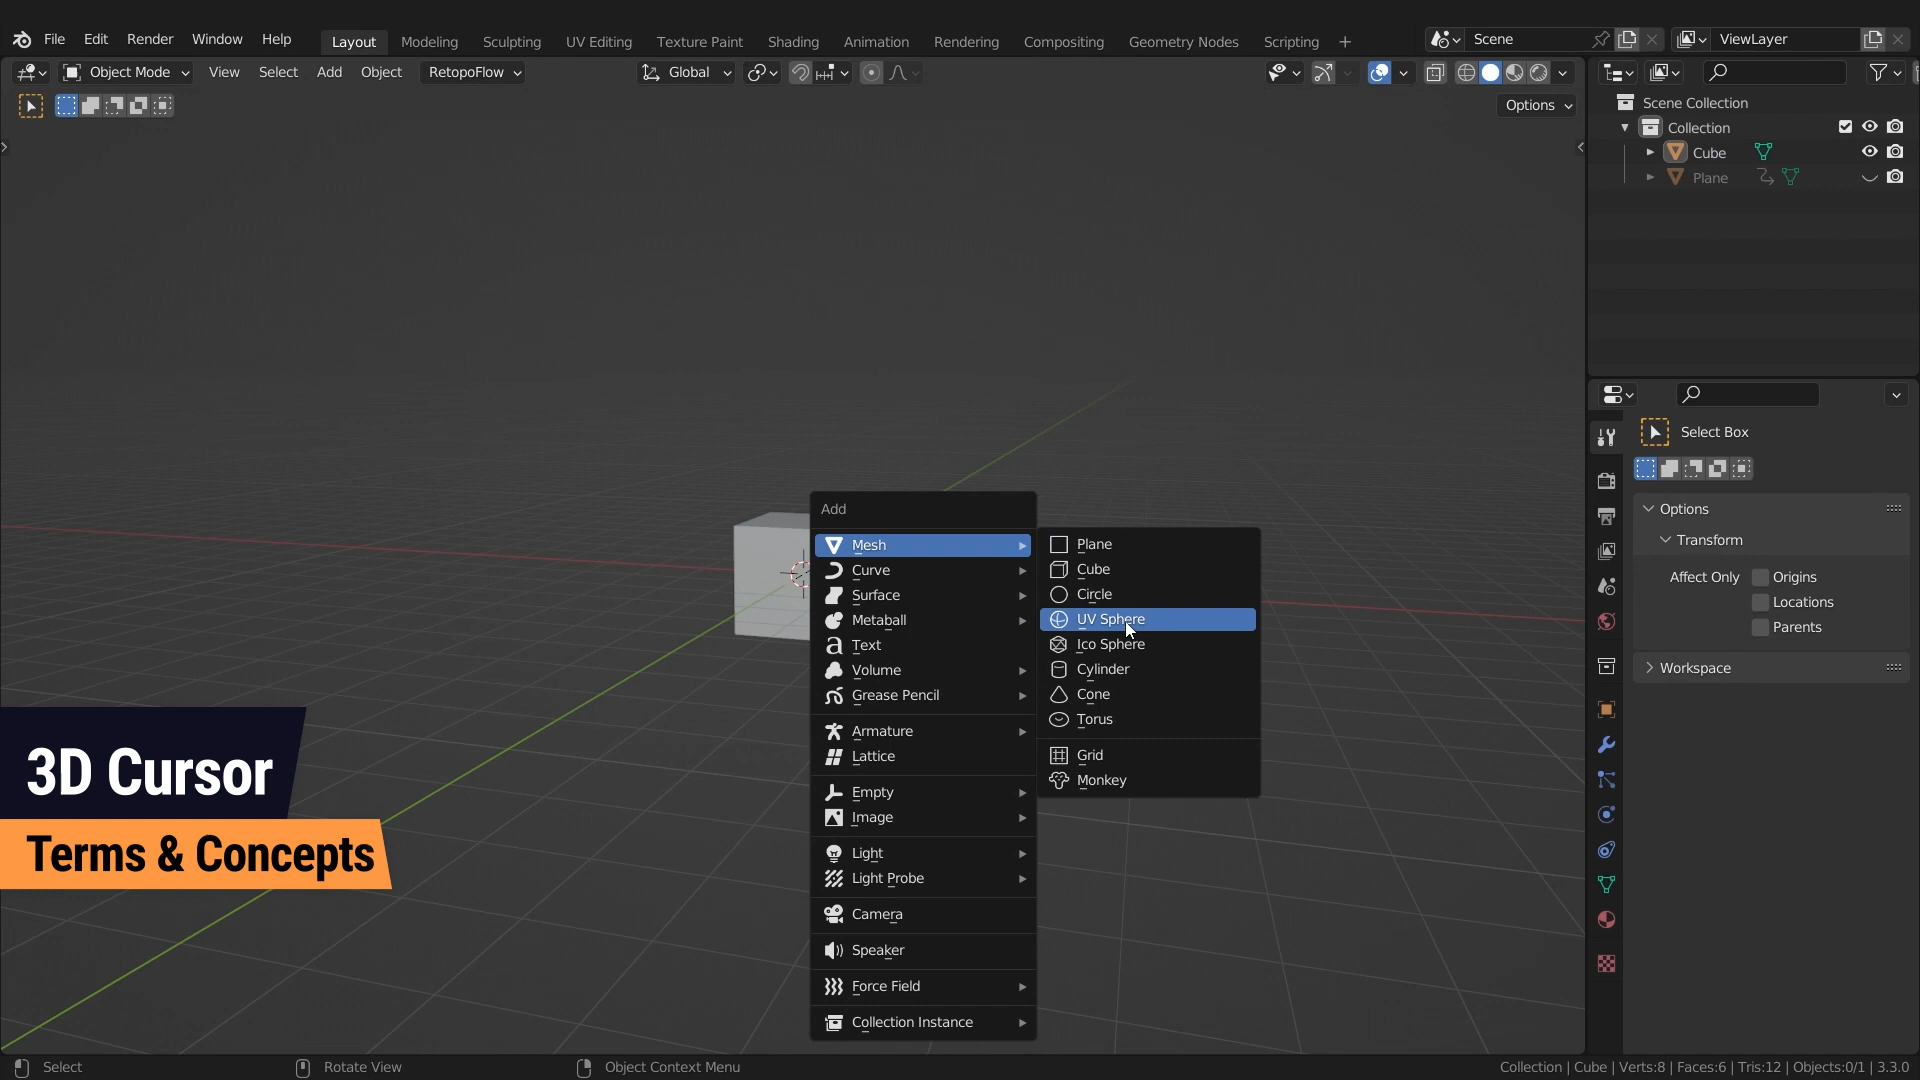 File Edit Render Window Help Layout Modeling Sculpting UV Editing Texture Paint Shading Animation Rendering Compositing Geometry Nodes Scripting + Scene ViewLayer
Object Mode View Select Add Object RetopoFlow Global
Options
Scene Collection
Collection
Cube
Plane
Select Box
Options
Transform
Affect Only Origins
Locations
Parents
Workspace
Add
Mesh
Curve
Surface
Metaball
Text
Volume
Grease Pencil
Armature
Lattice
Empty
Image
Light
Light Probe
Camera
Speaker
Force Field
Collection Instance
Plane
Cube
Circle
UV Sphere
Ico Sphere
Cylinder
Cone
Torus
Grid
Monkey
3D Cursor
Terms & Concepts
Select Rotate View Object Context Menu Collection | Cube | Verts:8 | Faces:6 | Tris:12 | Objects:0/1 | 3.3.0